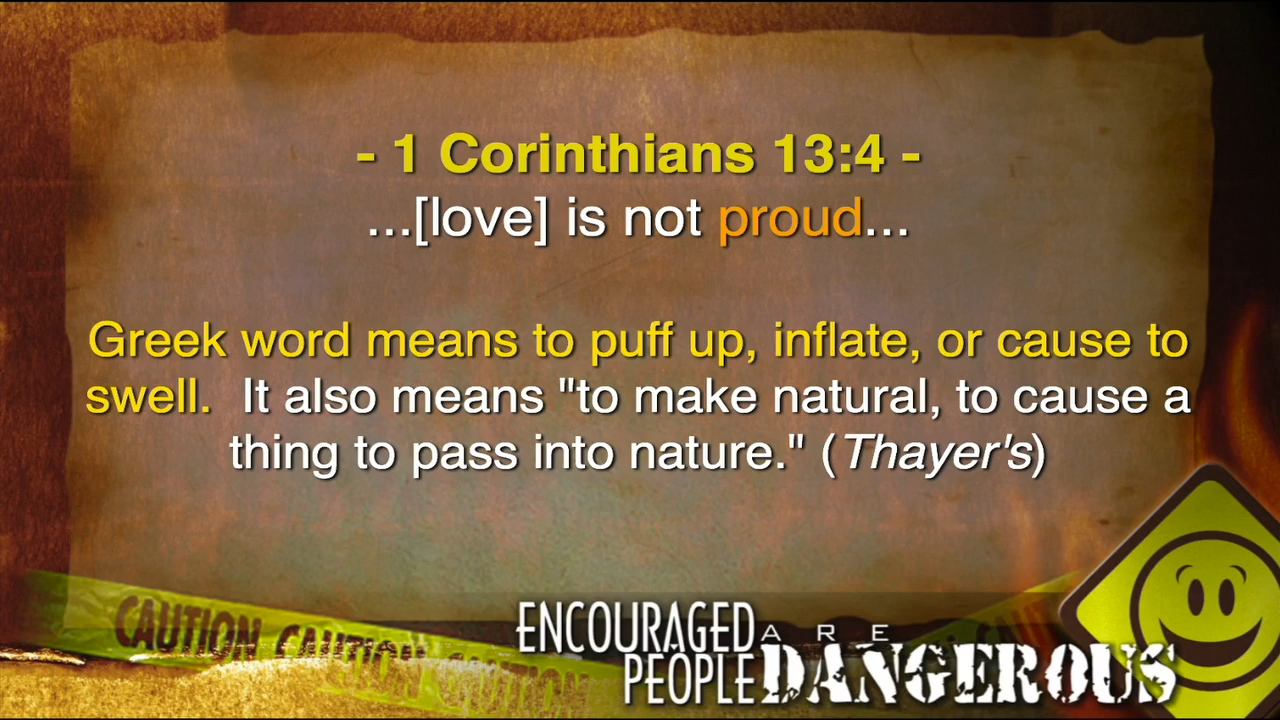 - 1 Corinthians 13:4 -
...[love] is not proud...
Greek word means to puff up, inflate, or cause to
swell.  It also means "to make natural, to cause a
thing to pass into nature." (Thayer's)
CAUTION CAUTION CAUTION
ENCOURAGED ARE
PEOPLE DANGEROUS